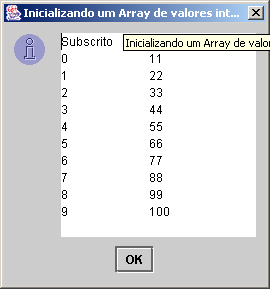 Inicializando um Array de valores int...
Subscrito
Inicializando um Array de valor
0 11
1 22
2 33
3 44
4 55
5 66
6 77
7 88
8 99
9 100
OK